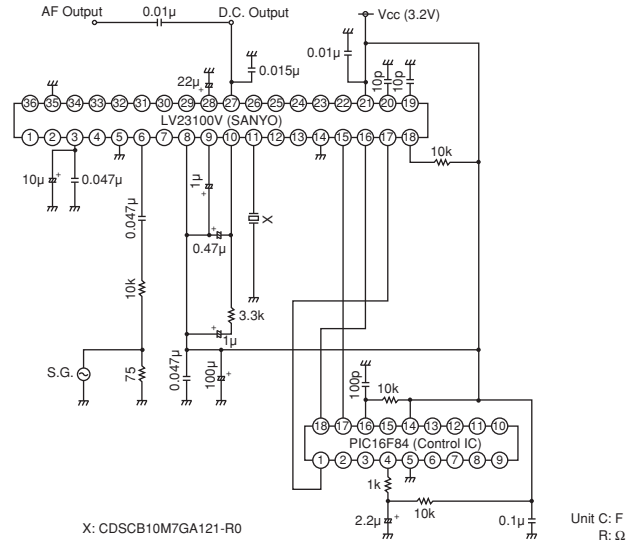 AF Output
0.01μ
D.C. Output
Vcc (3.2V)
0.01μ
0.015μ
22μ
+
10p
10p
36 35 34 33 32 31 30 29 28 27 26 25 24 23 22 21 20 19
LV23100V (SANYO)
1 2 3 4 5 6 7 8 9 10 11 12 13 14 15 16 17 18
10k
10μ
+
0.047μ
1μ
+
0.047μ
X
+
0.47μ
10k
3.3k
+
1μ
S.G.
75
0.047μ
100μ
+
100p
10k
18 17 16 15 14 13 12 11 10
PIC16F84 (Control IC)
1 2 3 4 5 6 7 8 9
1k
10k
2.2μ
+
0.1μ
X: CDSCB10M7GA121-R0
Unit C: F
R: Ω